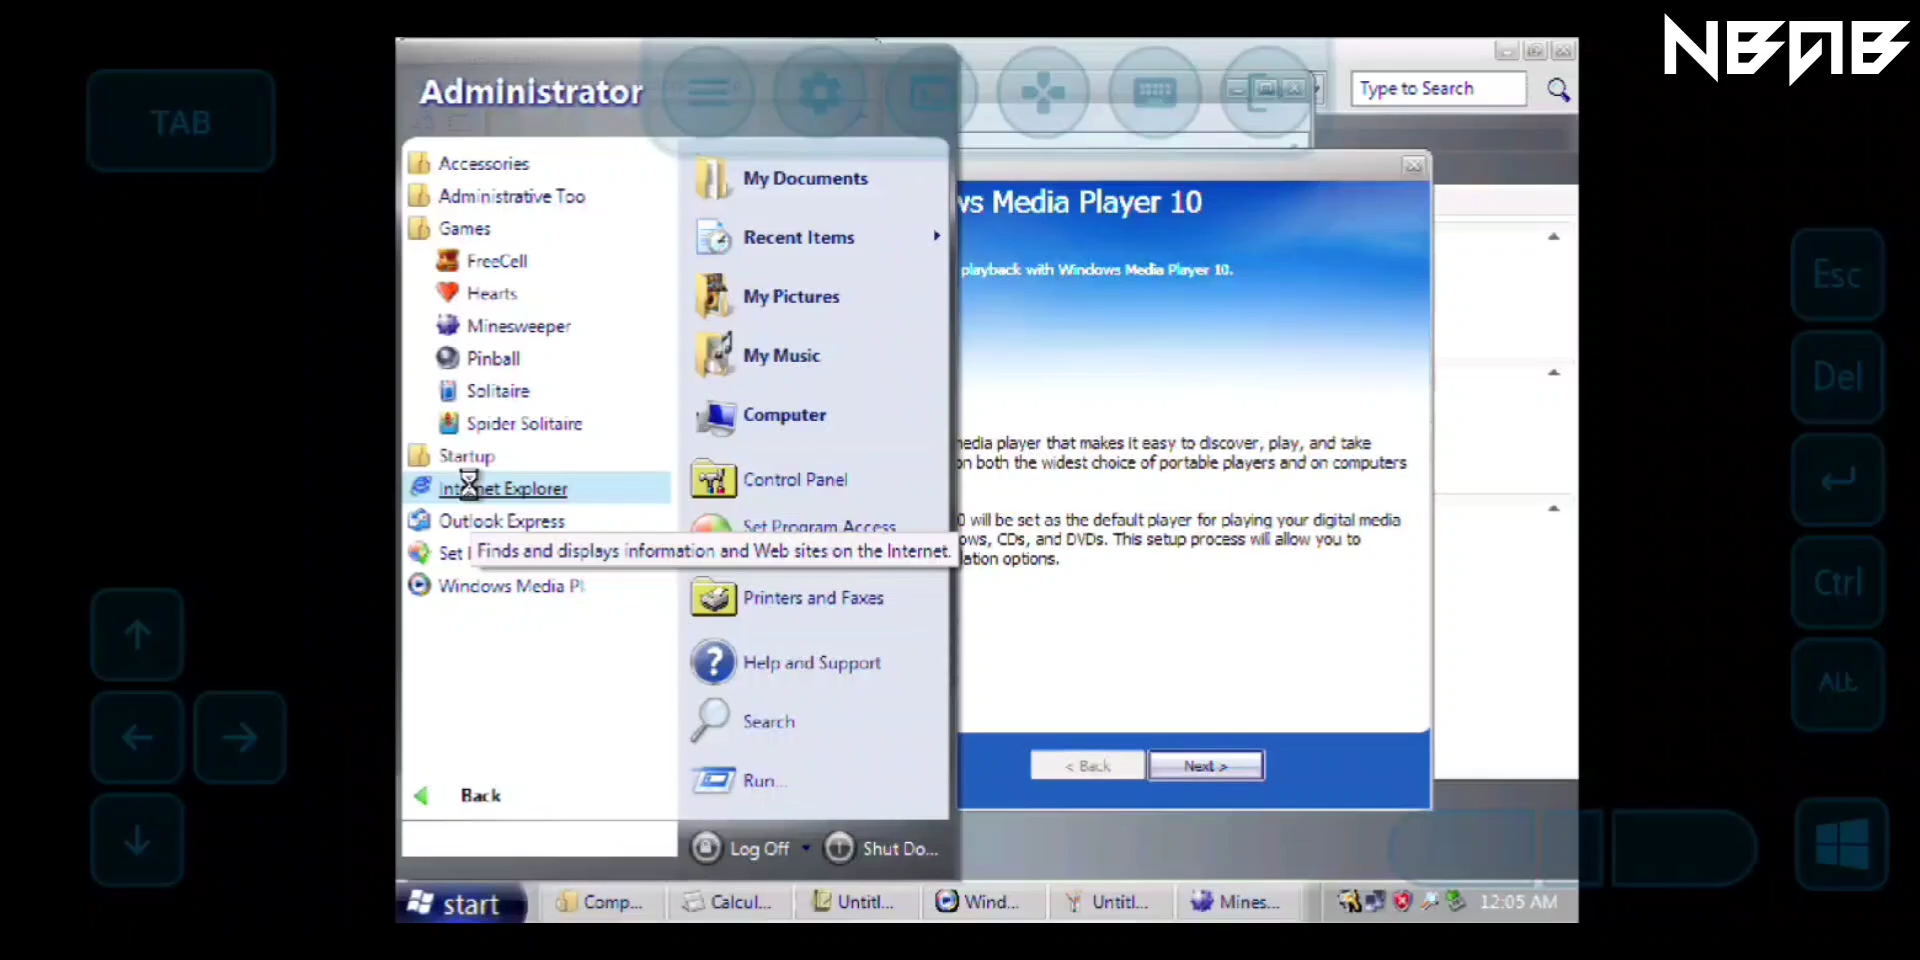 NBAB
TAB
Administrator
Type to Search
Accessories
Administrative Too
Games
FreeCell
Hearts
Minesweeper
Pinball
Solitaire
Spider Solitaire
Startup
Internet Explorer
Outlook Express
Set
Windows Media Pl
Back
My Documents
Recent Items
My Pictures
My Music
Computer
Control Panel
Set Program Access
Finds and displays information and Web sites on the Internet.
Printers and Faxes
Help and Support
Search
Run...
Log Off
Shut Do...
ws Media Player 10
playback with Windows Media Player 10.
media player that makes it easy to discover, play, and take
on both the widest choice of portable players and on computers
0 will be set as the default player for playing your digital media
ows, CDs, and DVDs. This setup process will allow you to
lation options.
< Back
Next >
Esc
Del
Ctrl
ALt
start
Comp...
Calcul...
Untitl...
Wind...
Untitl...
Mines...
12:05 AM